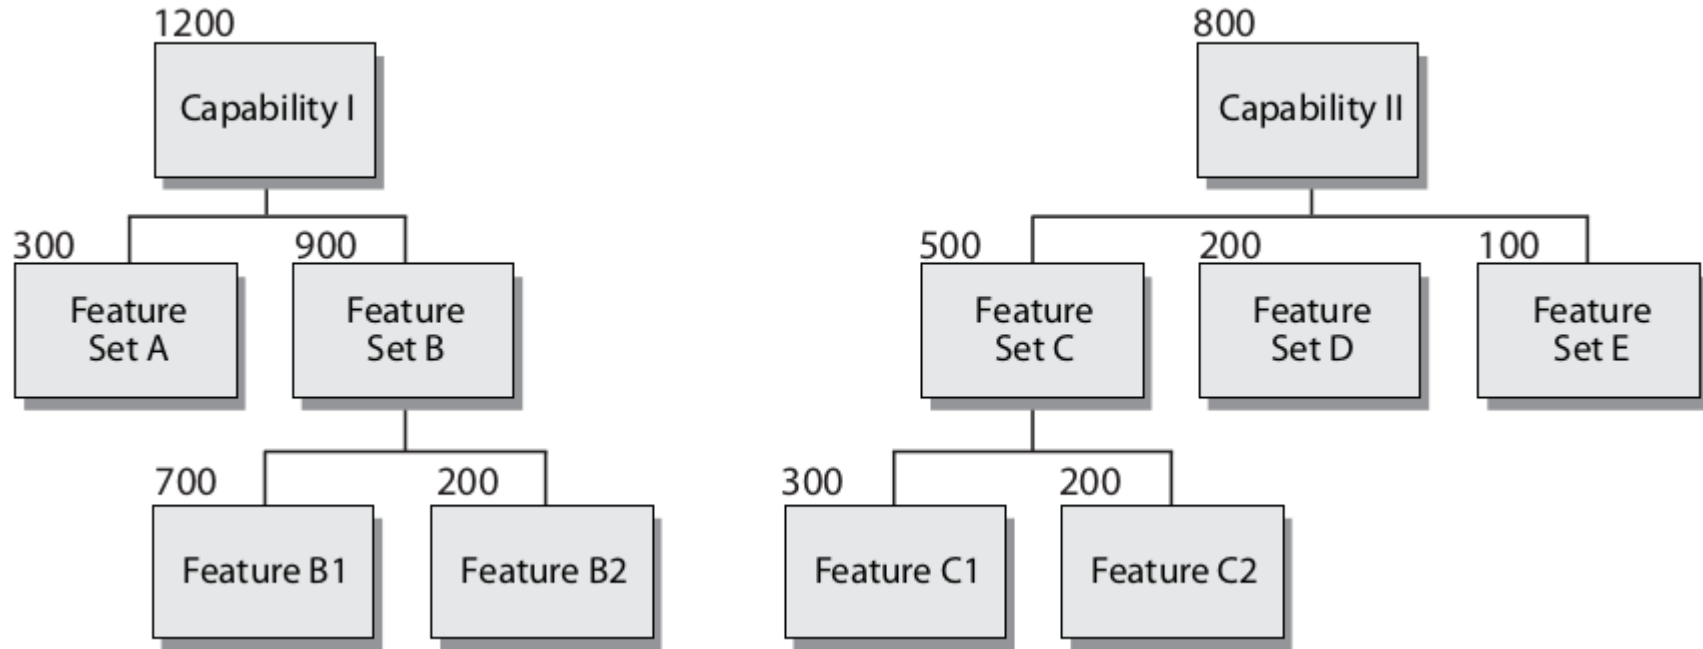 1200
Capability I
800
Capability II
300
Feature
Set A
900
Feature
Set B
500
Feature
Set C
200
Feature
Set D
100
Feature
Set E
700
Feature B1
200
Feature B2
300
Feature C1
200
Feature C2